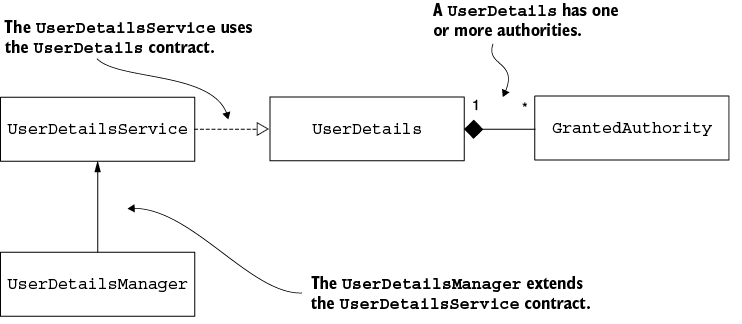 A UserDetails has one
or more authorities.
The UserDetailsService uses
the UserDetails contract.
1
*
UserDetailsService
UserDetails
GrantedAuthority
UserDetailsManager
The UserDetailsManager extends
the UserDetailsService contract.